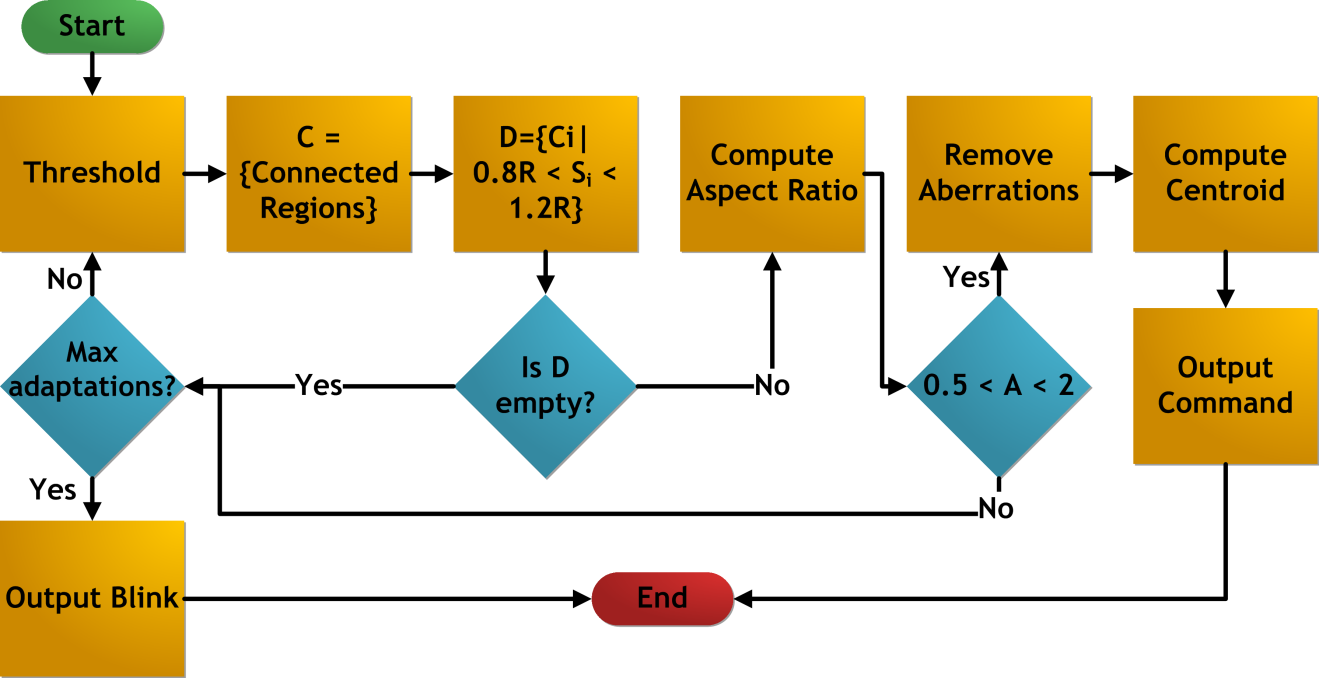 Start
Threshold
C =
{Connected
Regions}
D={Ci|
0.8R < Si <
1.2R}
Compute
Aspect Ratio
Remove
Aberrations
Compute
Centroid
No
Yes
Max
adaptations?
Yes
Is D
empty?
No
0.5 < A < 2
Output
Command
Yes
No
Output Blink
End